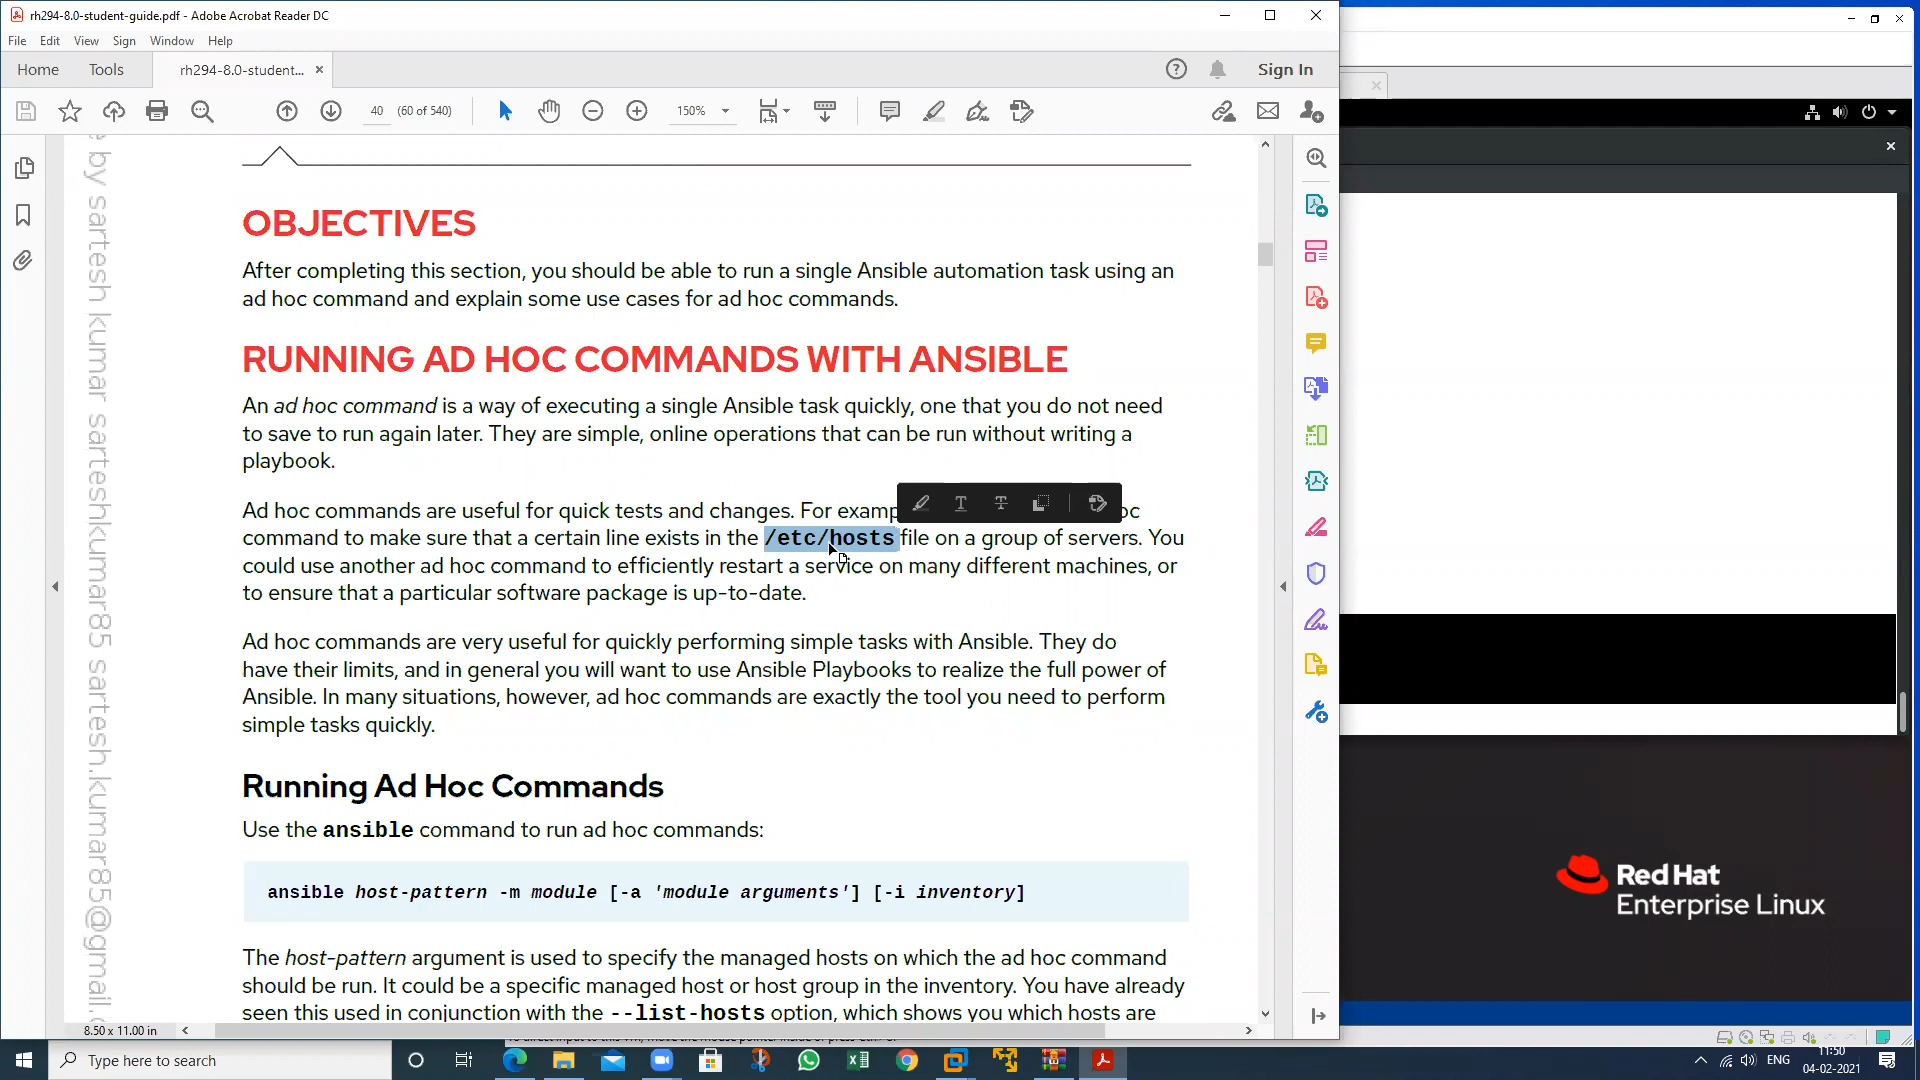 rh294-8.0-student-guide.pdf - Adobe Acrobat Reader DC
File Edit View Sign Window Help
Home Tools rh294-8.0-student... Sign In
40 (60 of 540) 150%
OBJECTIVES
After completing this section, you should be able to run a single Ansible automation task using an
ad hoc command and explain some use cases for ad hoc commands.
RUNNING AD HOC COMMANDS WITH ANSIBLE
An ad hoc command is a way of executing a single Ansible task quickly, one that you do not need
to save to run again later. They are simple, online operations that can be run without writing a
playbook.
Ad hoc commands are useful for quick tests and changes. For examp oc
command to make sure that a certain line exists in the /etc/hosts file on a group of servers. You
could use another ad hoc command to efficiently restart a service on many different machines, or
to ensure that a particular software package is up-to-date.
Ad hoc commands are very useful for quickly performing simple tasks with Ansible. They do
have their limits, and in general you will want to use Ansible Playbooks to realize the full power of
Ansible. In many situations, however, ad hoc commands are exactly the tool you need to perform
simple tasks quickly.
Running Ad Hoc Commands
Use the ansible command to run ad hoc commands:
ansible host-pattern -m module [-a 'module arguments'] [-i inventory]
The host-pattern argument is used to specify the managed hosts on which the ad hoc command
should be run. It could be a specific managed host or host group in the inventory. You have already
seen this used in conjunction with the --list-hosts option, which shows you which hosts are
e by sartesh kumar sarteshkumar85 sartesh.kumar85@gmail.c
8.50 x 11.00 in
Red Hat
Enterprise Linux
Type here to search
ENG
11:50
04-02-2021